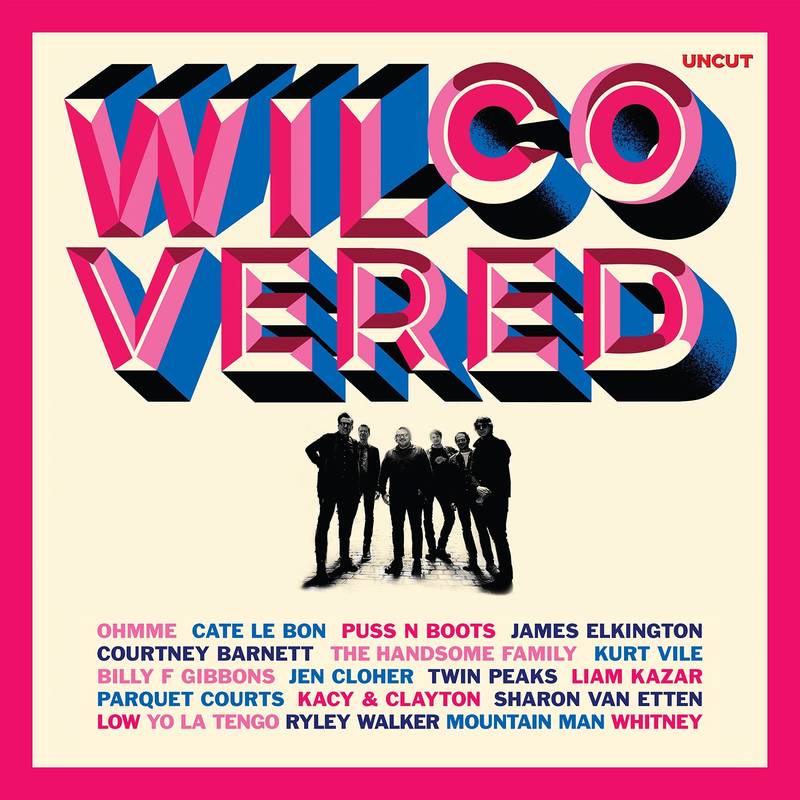 UNCUT
WILCO
VERED
OHMME CATE LE BON PUSS N BOOTS JAMES ELKINGTON
COURTNEY BARNETT THE HANDSOME FAMILY KURT VILE
BILLY F GIBBONS JEN CLOHER TWIN PEAKS LIAM KAZAR
PARQUET COURTS KACY & CLAYTON SHARON VAN ETTEN
LOW YO LA TENGO RYLEY WALKER MOUNTAIN MAN WHITNEY